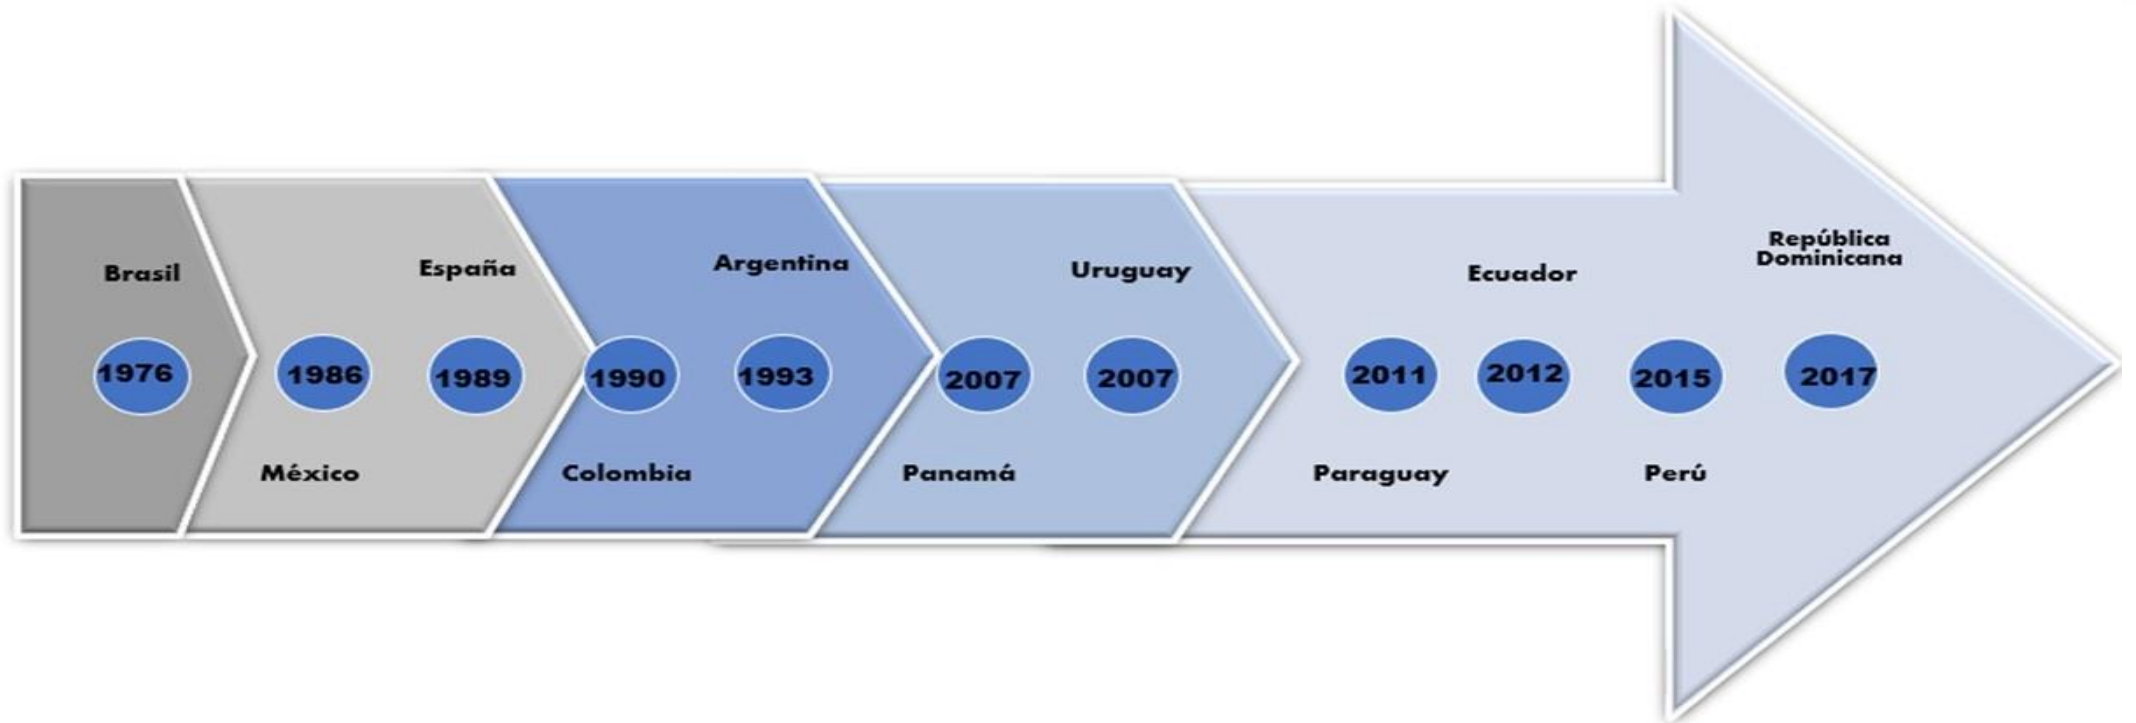 República
Dominicana
Brasil
España
Argentina
Uruguay
Ecuador
1976
1986
1989
1990
1993
2007
2007
2011
2012
2015
2017
México
Colombia
Panamá
Paraguay
Perú